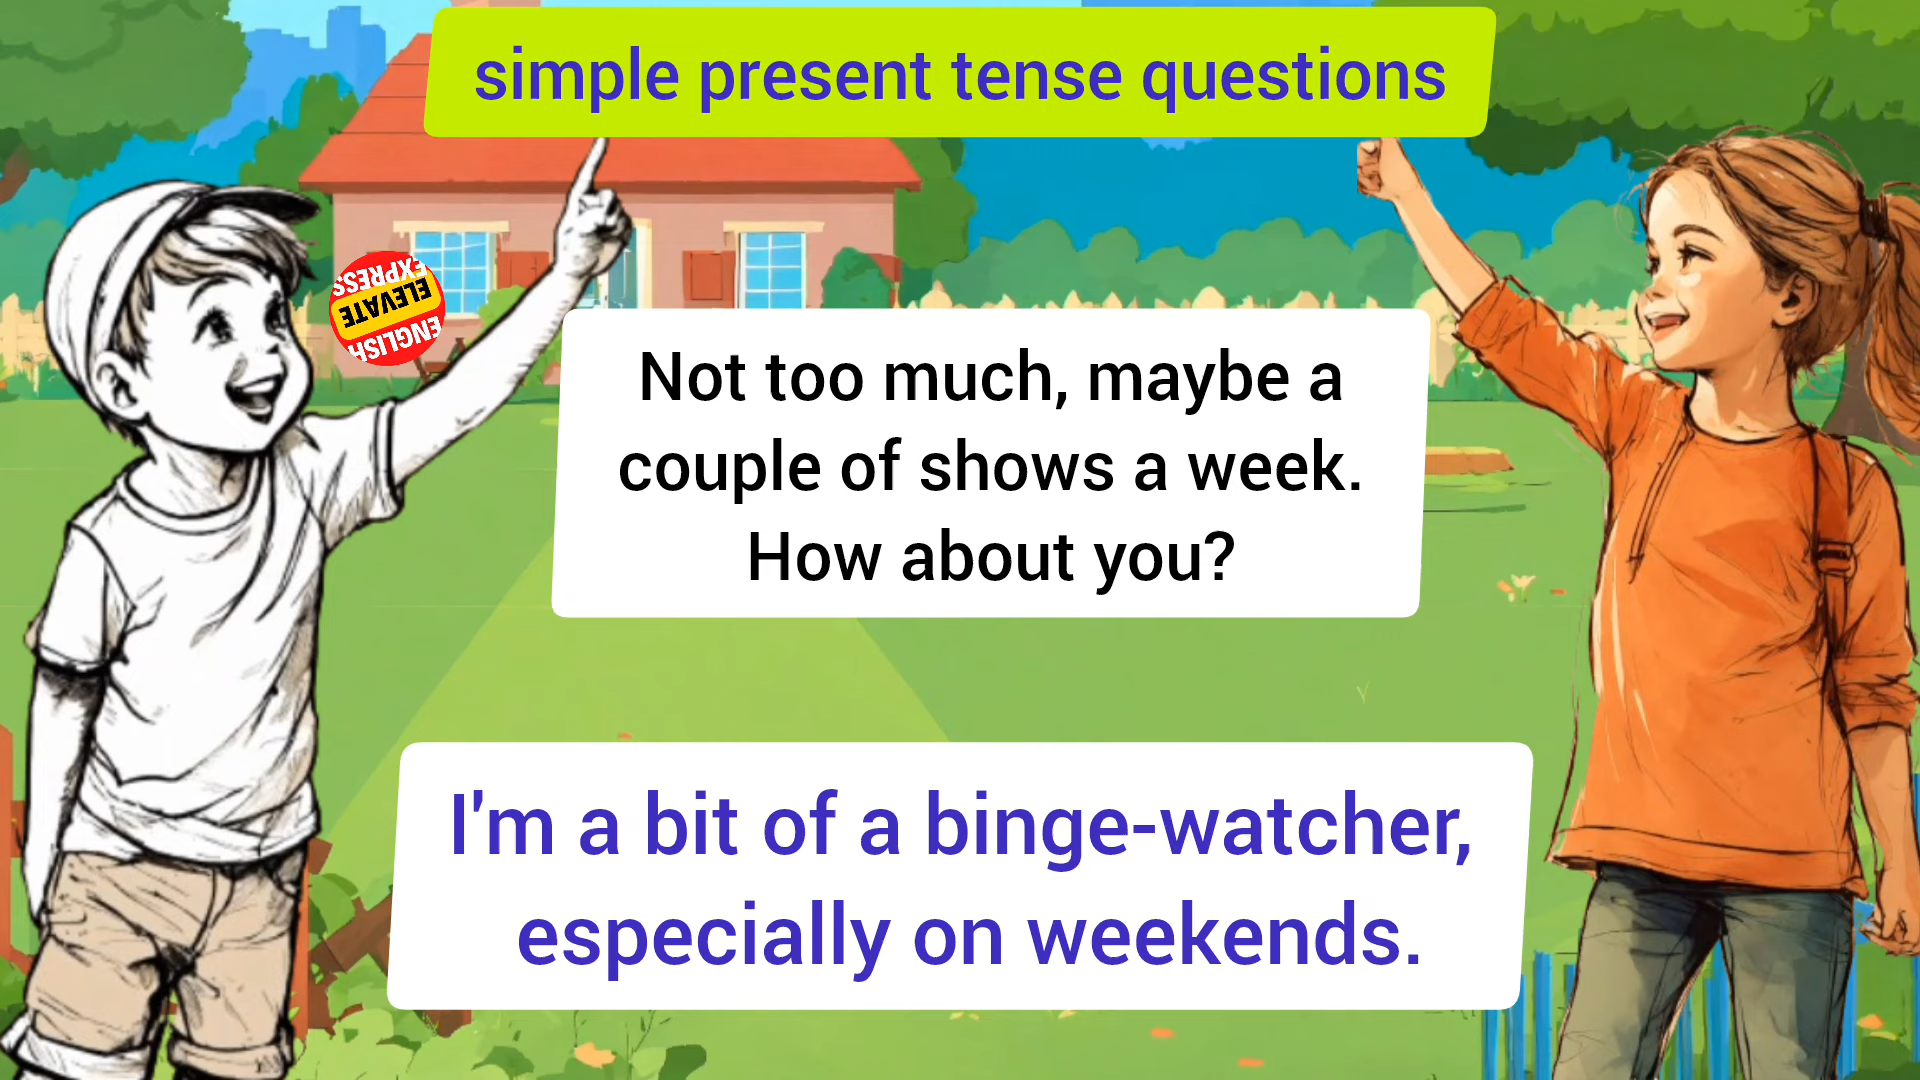 simple present tense questions
ENGLISH
ELEVATE
EXPRESS
Not too much, maybe a
couple of shows a week.
How about you?
I'm a bit of a binge-watcher,
especially on weekends.